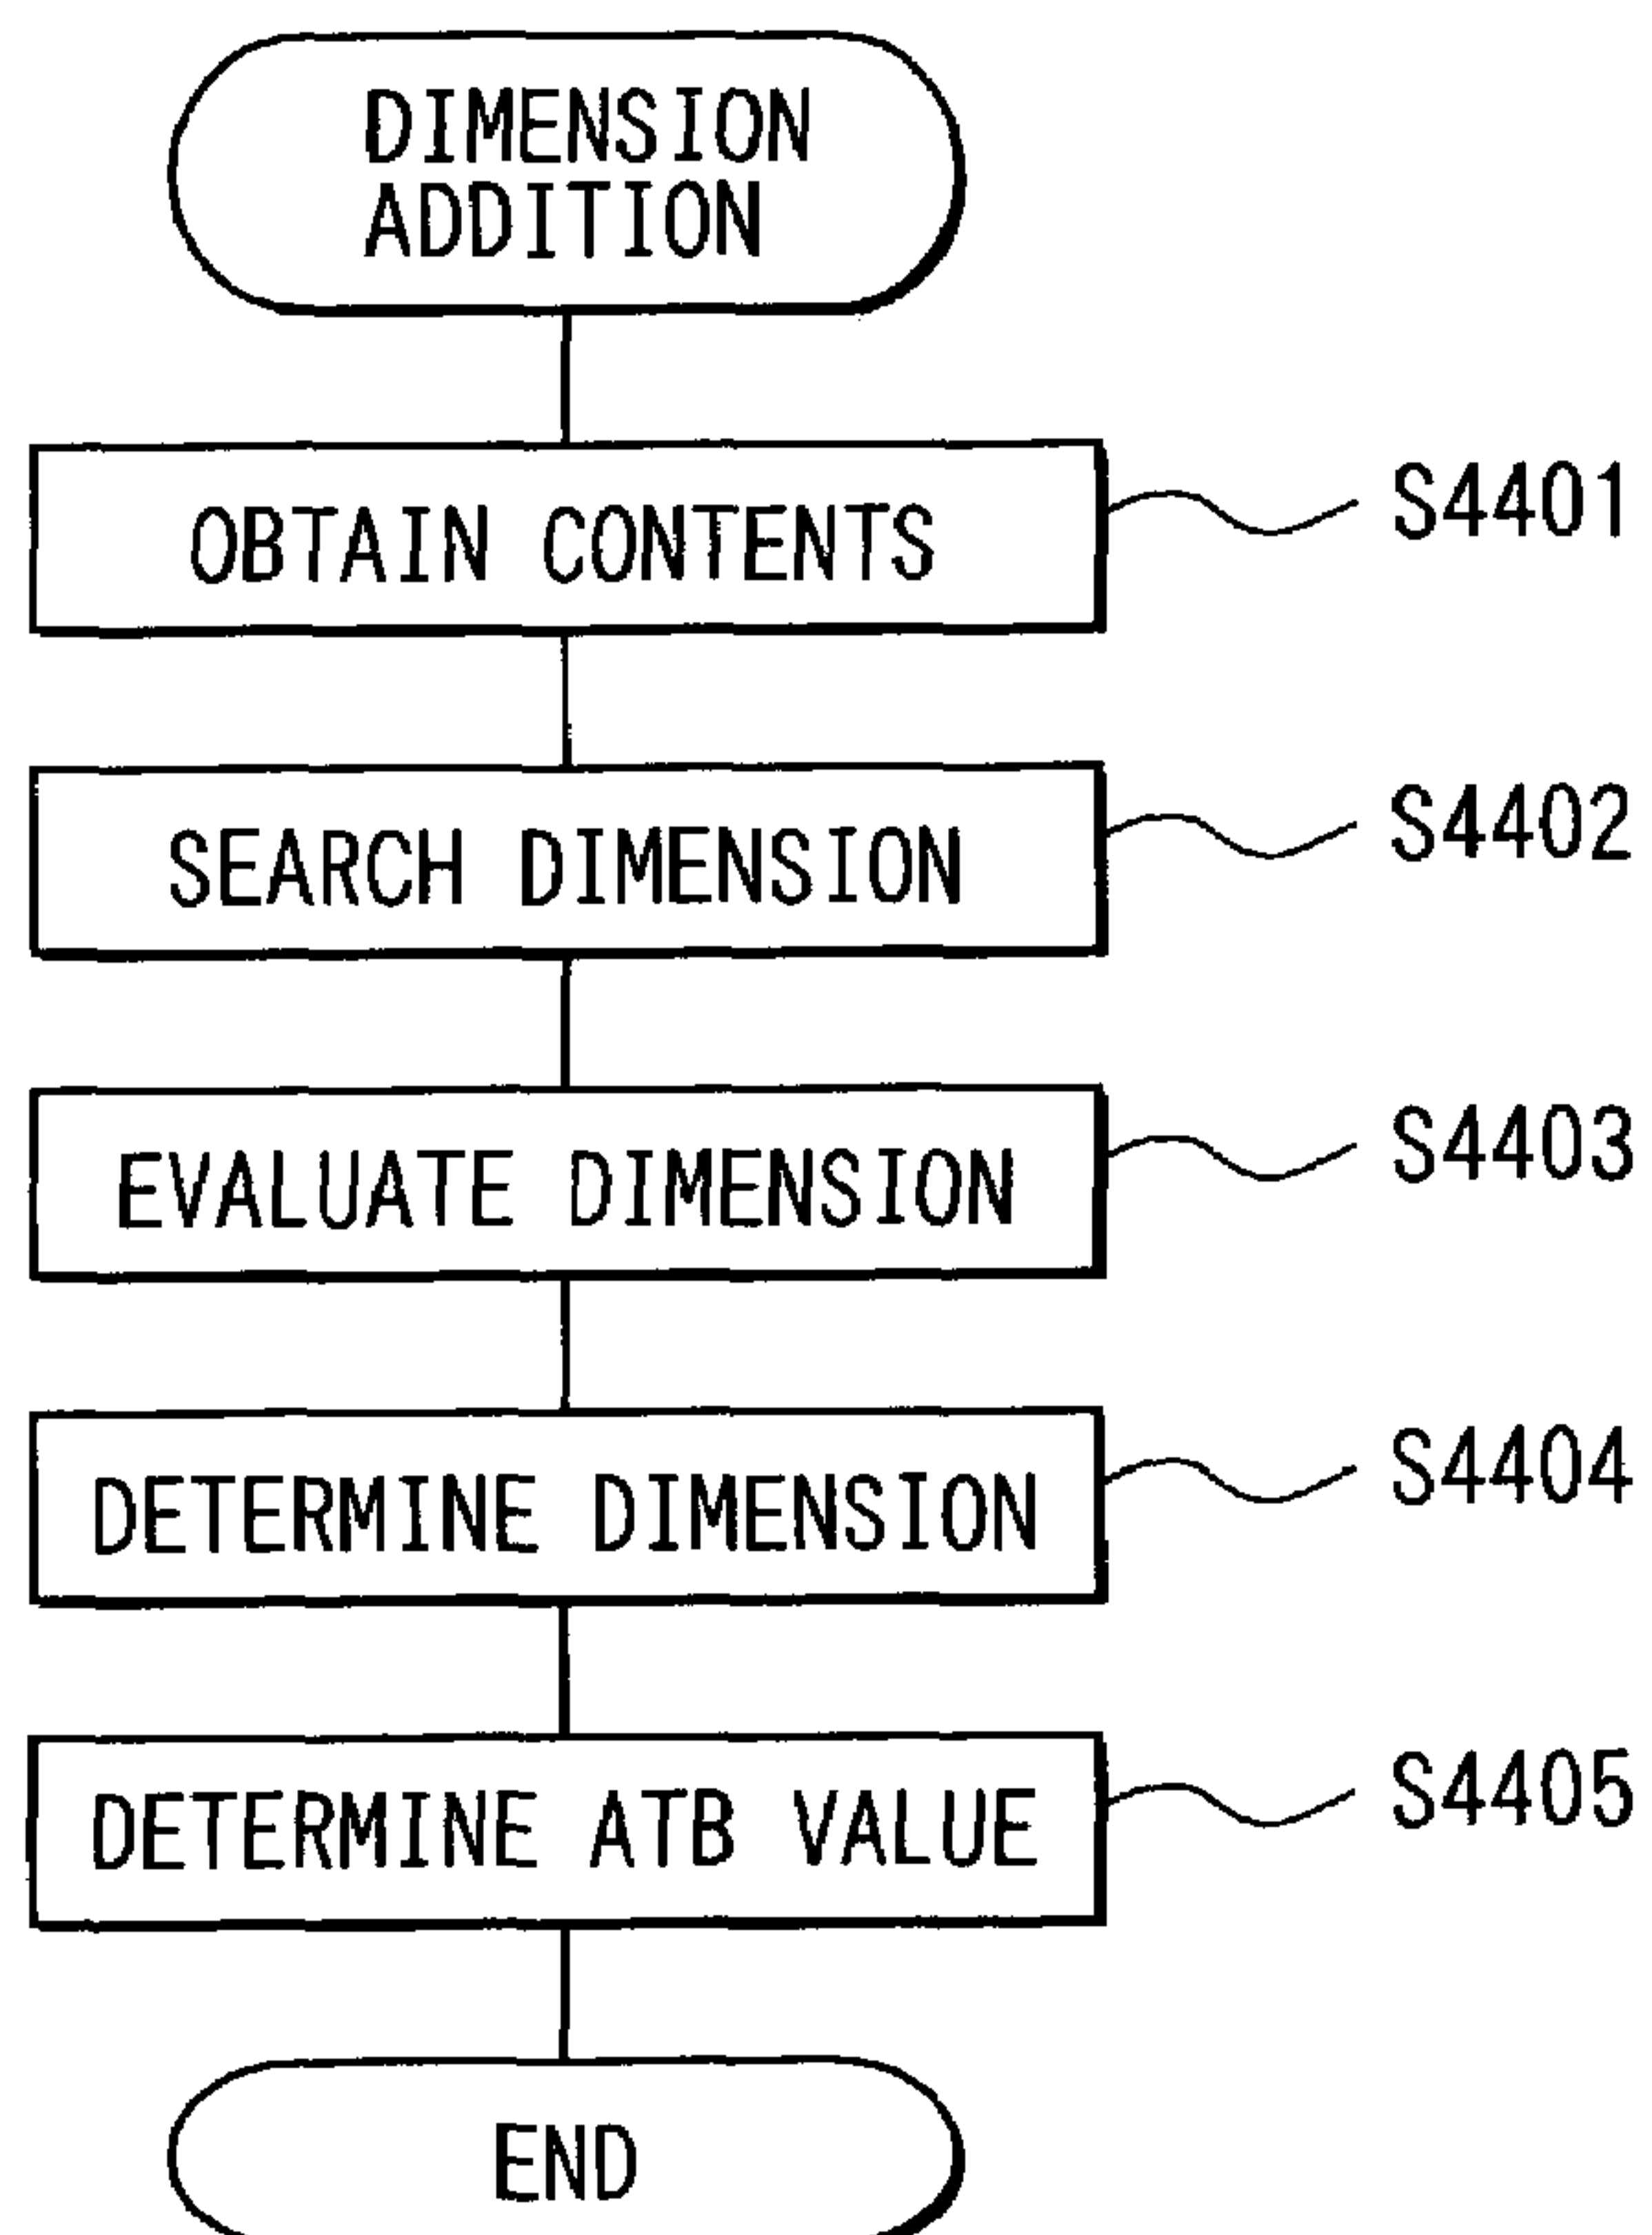 DIMENSION
ADDITION
OBTAIN CONTENTS
S4401
SEARCH DIMENSION
S4402
EVALUATE DIMENSION
S4403
DETERMINE DIMENSION
S4404
DETERMINE ATB VALUE
S4405
END